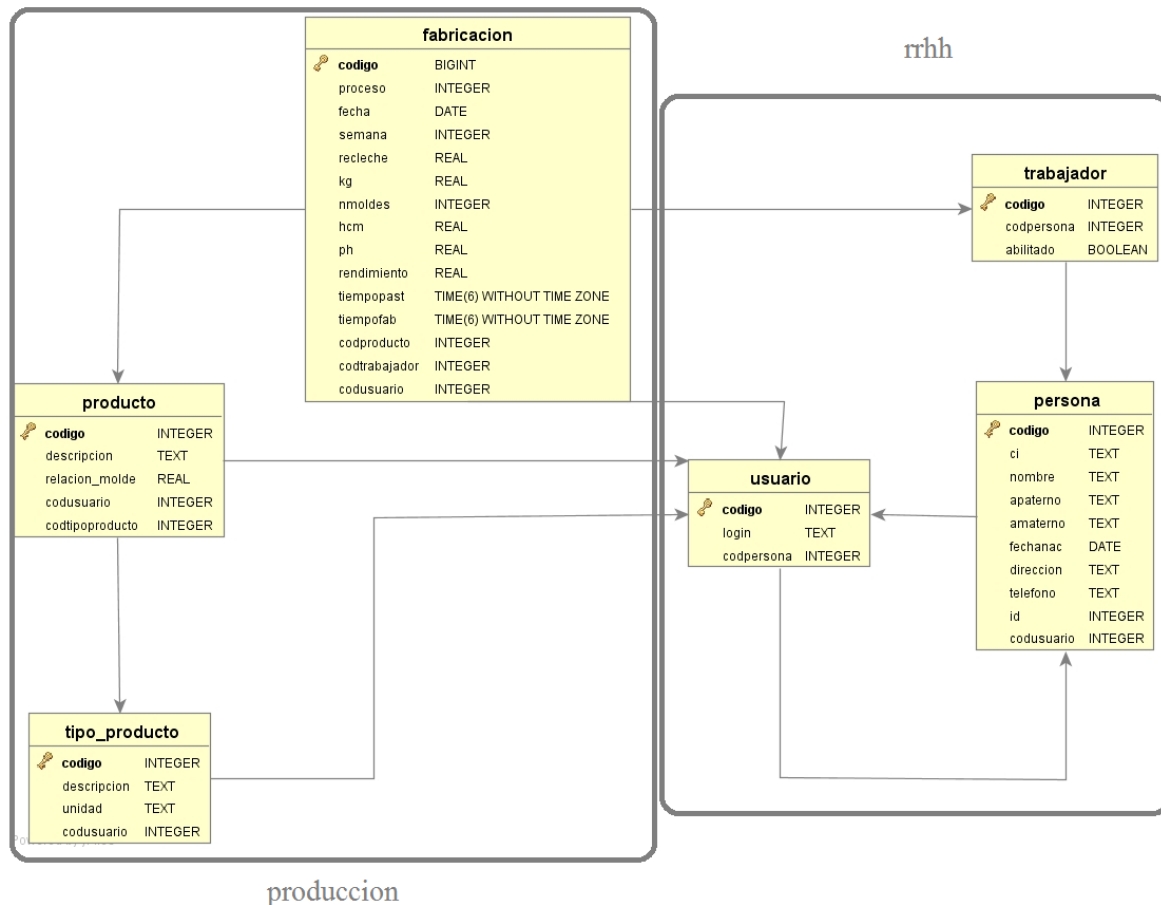 rrhh
fabricacion
codigo BIGINT
proceso INTEGER
fecha DATE
semana INTEGER
recleche REAL
kg REAL
nmoldes INTEGER
hcm REAL
ph REAL
rendimiento REAL
tiempopast TIME(6) WITHOUT TIME ZONE
tiempofab TIME(6) WITHOUT TIME ZONE
codproducto INTEGER
codtrabajador INTEGER
codusuario INTEGER
trabajador
codigo INTEGER
codpersona INTEGER
abilitado BOOLEAN
producto
codigo INTEGER
descripcion TEXT
relacion_molde REAL
codusuario INTEGER
codtipoproducto INTEGER
usuario
codigo INTEGER
login TEXT
codpersona INTEGER
persona
codigo INTEGER
ci TEXT
nombre TEXT
apaterno TEXT
amaterno TEXT
fechanac DATE
direccion TEXT
telefono TEXT
id INTEGER
codusuario INTEGER
tipo_producto
codigo INTEGER
descripcion TEXT
unidad TEXT
codusuario INTEGER
produccion